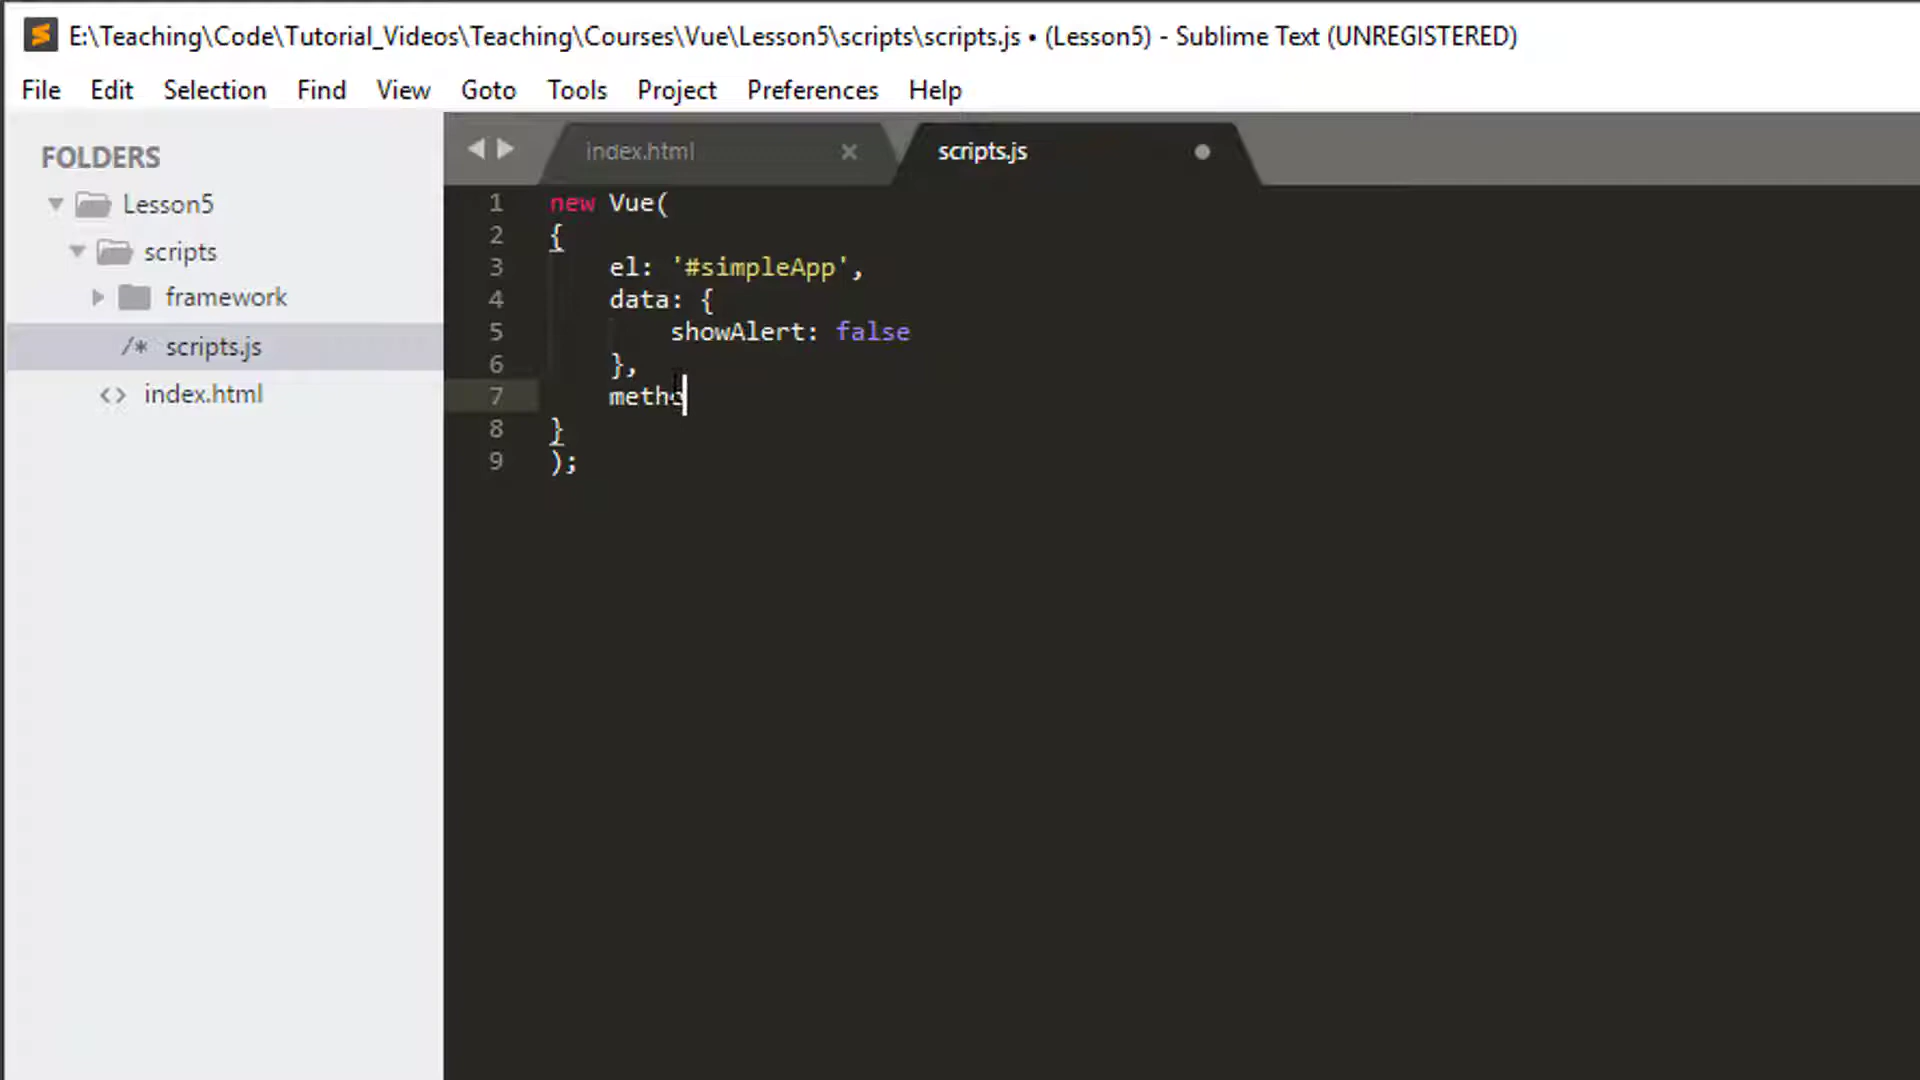 E:\Teaching\Code\Tutorial_Videos\Teaching\Courses\Vue\Lesson5\scripts\scripts.js • (Lesson5) - Sublime Text (UNREGISTERED)
File Edit Selection Find View Goto Tools Project Preferences Help
FOLDERS
Lesson5
scripts
framework
/* scripts.js
<> index.html
index.html × scripts.js
1 new Vue(
2 {
3 el: '#simpleApp',
4 data: {
5 showAlert: false
6 },
7 metho
8 }
9 );